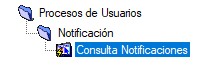 Procesos de Usuarios
Notificación
Consulta Notificaciones